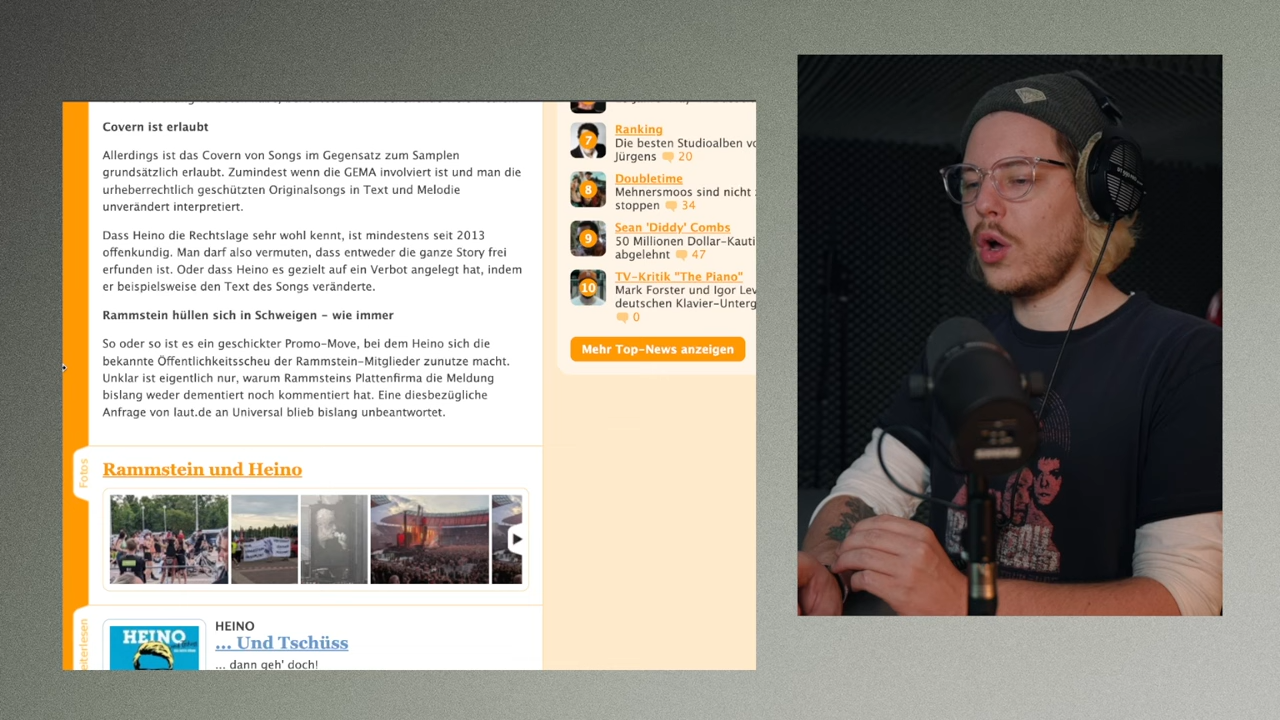 Covern ist erlaubt
Allerdings ist das Covern von Songs im Gegensatz zum Samplen
grundsätzlich erlaubt. Zumindest wenn die GEMA involviert ist und man die
urheberrechtlich geschützten Originalsongs in Text und Melodie
unverändert interpretiert.
Dass Heino die Rechtslage sehr wohl kennt, ist mindestens seit 2013
offenkundig. Man darf also vermuten, dass entweder die ganze Story frei
erfunden ist. Oder dass Heino es gezielt auf ein Verbot angelegt hat, indem
er beispielsweise den Text des Songs veränderte.
Rammstein hüllen sich in Schweigen - wie immer
So oder so ist es ein geschickter Promo-Move, bei dem Heino sich die
bekannte Öffentlichkeitsscheu der Rammstein-Mitglieder zunutze macht.
Unklar ist eigentlich nur, warum Rammsteins Plattenfirma die Meldung
bislang weder dementiert noch kommentiert hat. Eine diesbezügliche
Anfrage von laut.de an Universal blieb bislang unbeantwortet.
Fotos
Rammstein und Heino
eiterlesen
HEINO
HEINO
... Und Tschüss
... dann geh' doch!
7
Ranking
Die besten Studioalben vo
Jürgens 20
8
Doubletime
Mehnersmoos sind nicht
stoppen 34
9
Sean 'Diddy' Combs
50 Millionen Dollar-Kauti
abgelehnt 47
10
TV-Kritik "The Piano"
Mark Forster und Igor Lev
deutschen Klavier-Unterg
0
Mehr Top-News anzeigen